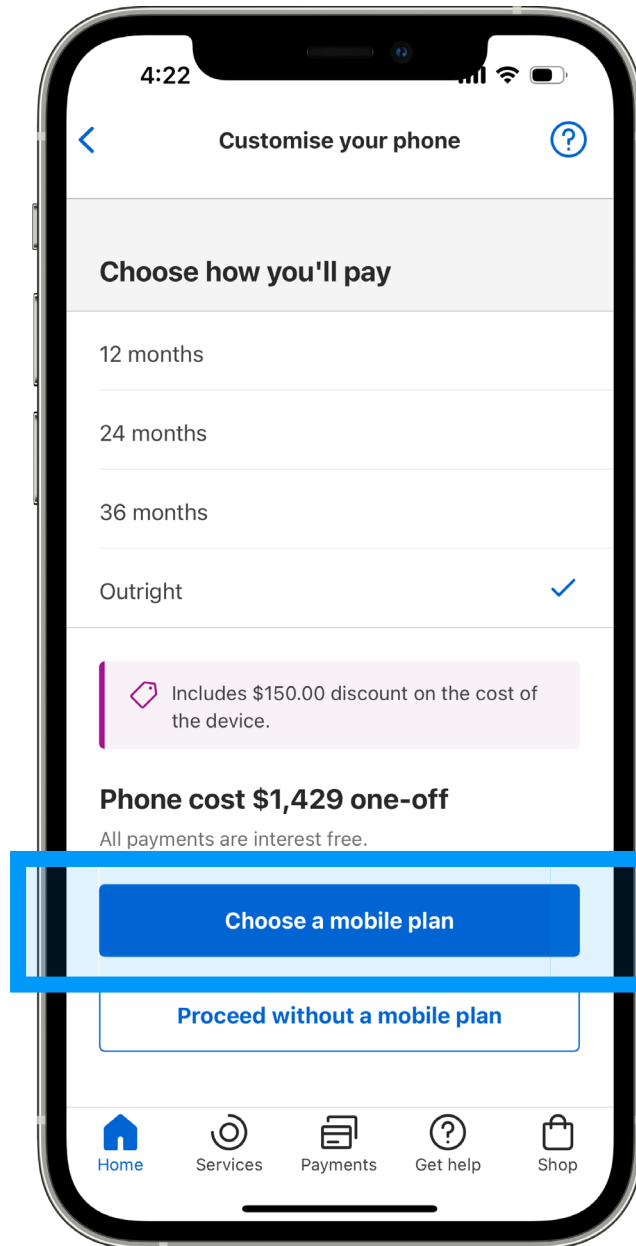 4:22
Customise your phone
Choose how you'll pay
12 months
24 months
36 months
Outright
Includes $150.00 discount on the cost of
the device.
Phone cost $1,429 one-off
All payments are interest free.
Choose a mobile plan
Proceed without a mobile plan
Home Services Payments Get help Shop